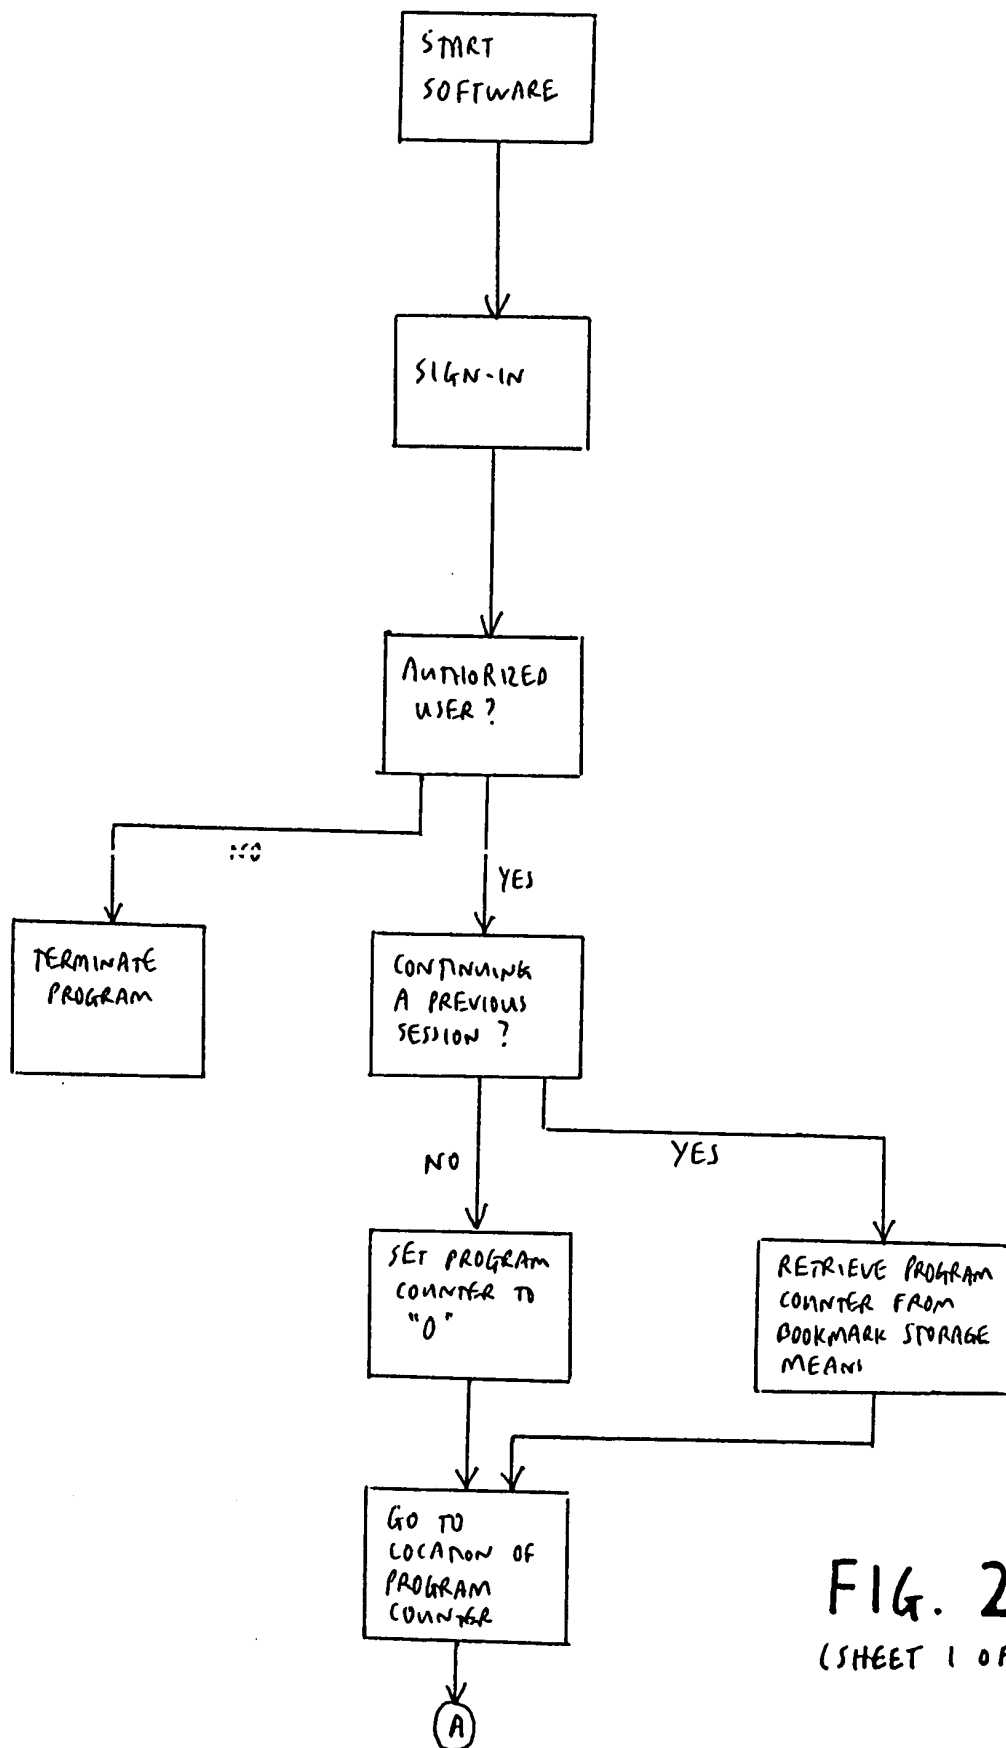 START
SOFTWARE
SIGN-IN
AUTHORIZED
USER?
NO
YES
TERMINATE
PROGRAM
CONTINUING
A PREVIOUS
SESSION?
NO
YES
SET PROGRAM
COUNTER TO
"0"
RETRIEVE PROGRAM
COUNTER FROM
BOOKMARK STORAGE
MEANS
GO TO
LOCATION OF
PROGRAM
COUNTER
FIG. 2
(SHEET 1 OF
A